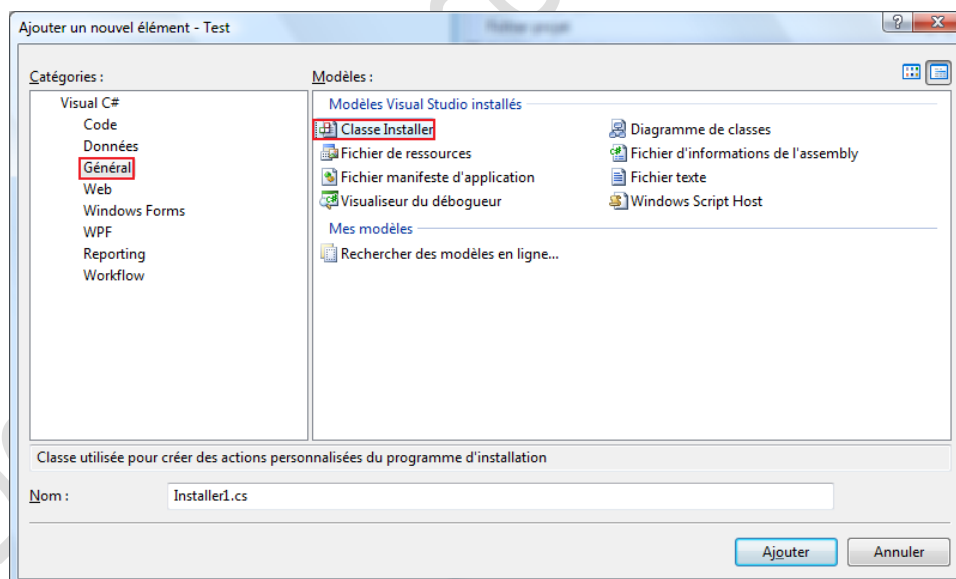 Ajouter un nouvel élément - Test
Catégories :
Visual C#
Code
Données
Général
Web
Windows Forms
WPF
Reporting
Workflow
Modèles :
Modèles Visual Studio installés
Classe Installer
Diagramme de classes
Fichier de ressources
Fichier d'informations de l'assembly
Fichier manifeste d'application
Fichier texte
Visualiseur du débogueur
Windows Script Host
Mes modèles
Rechercher des modèles en ligne...
Classe utilisée pour créer des actions personnalisées du programme d'installation
Nom :
Installer1.cs
Ajouter
Annuler